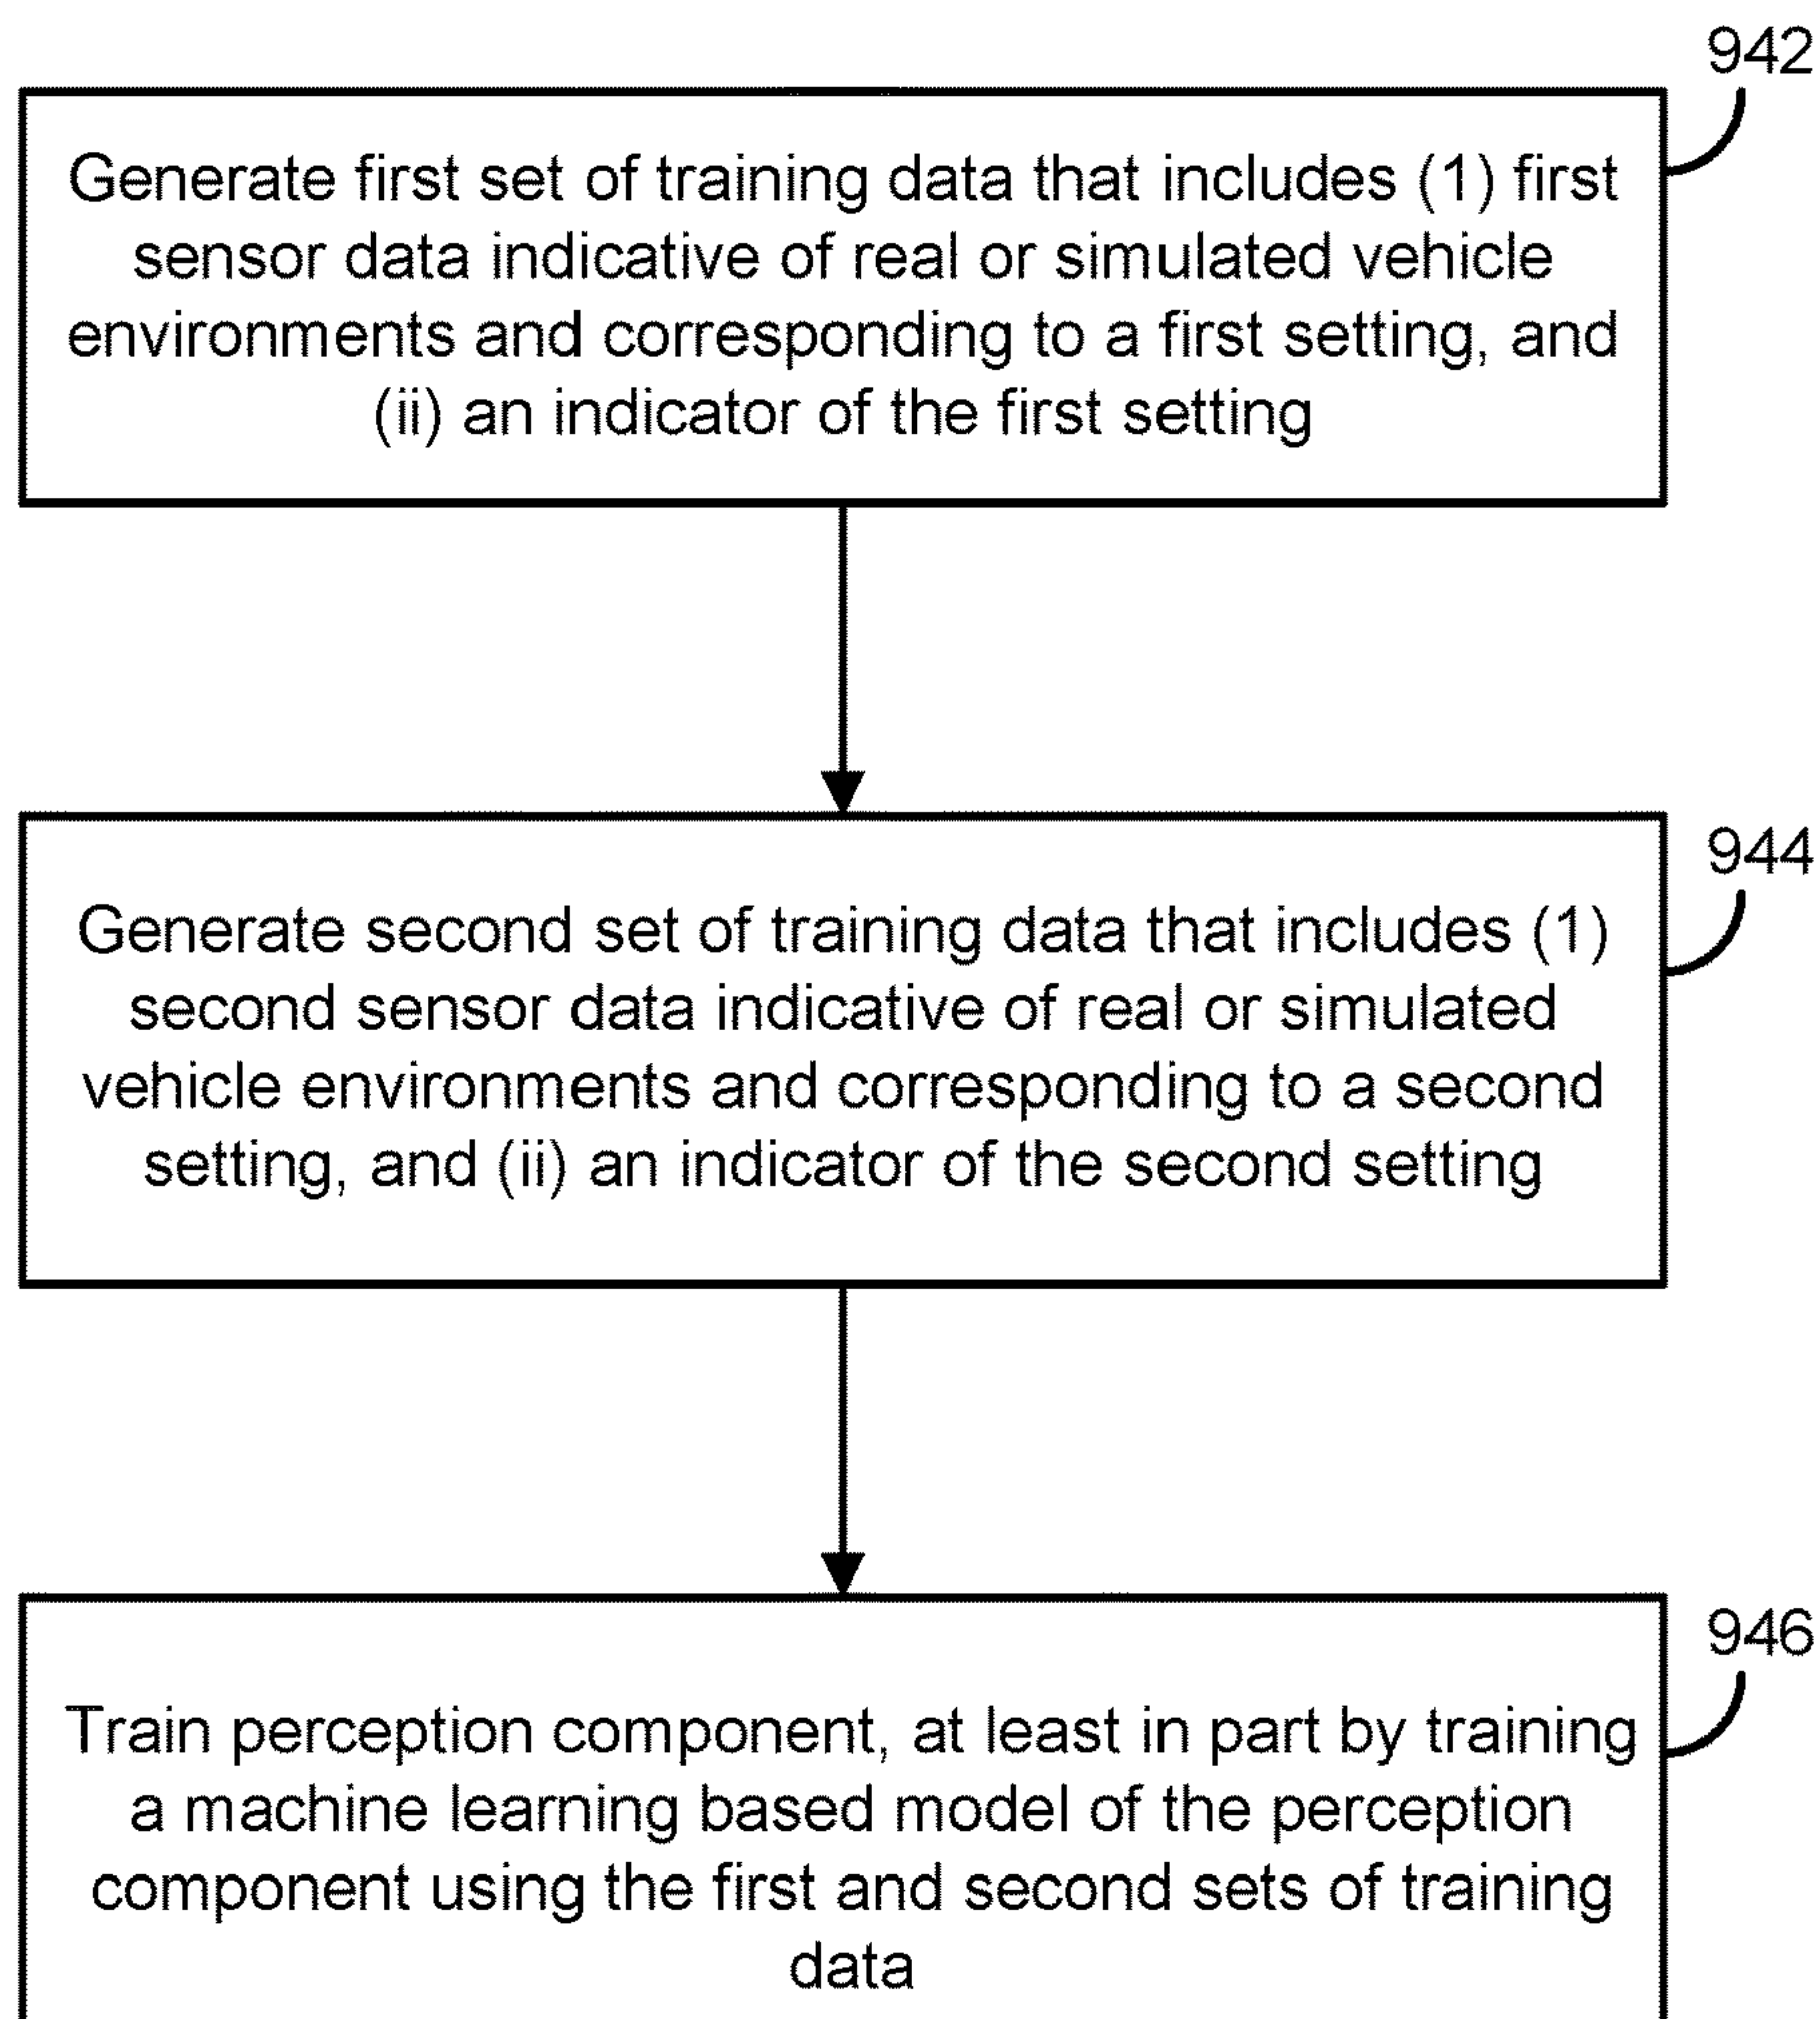 942
Generate first set of training data that includes (1) first
sensor data indicative of real or simulated vehicle
environments and corresponding to a first setting, and
(ii) an indicator of the first setting
944
Generate second set of training data that includes (1)
second sensor data indicative of real or simulated
vehicle environments and corresponding to a second
setting, and (ii) an indicator of the second setting
946
Train perception component, at least in part by training
a machine learning based model of the perception
component using the first and second sets of training
data